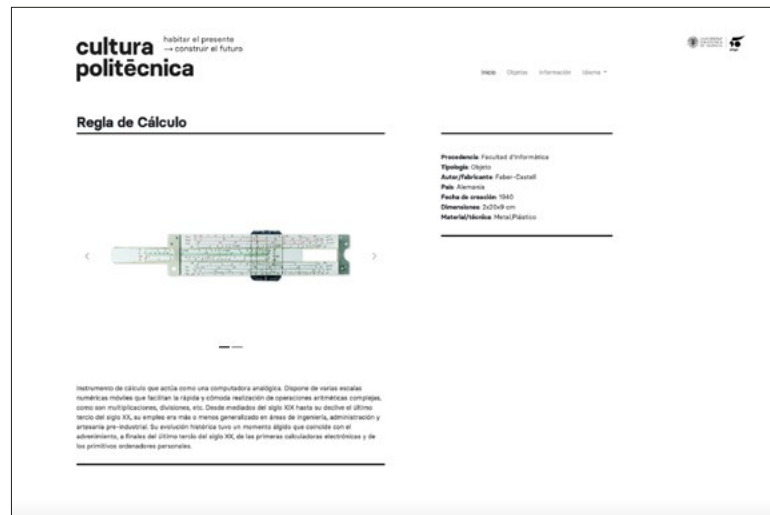 cultura
politēcnica
habitar el presente
→ construir el futuro
UNIVERSITAT
POLITÈCNICA
DE VALÈNCIA
Inicio Objetos Información Idioma
Regla de Cálculo
Procedencia: Facultad d'Informàtica
Tipología: Objeto
Autor/fabricante: Faber-Castell
País: Alemania
Fecha de creación: 1940
Dimensiones: 2x20x9 cm
Material/técnica: Metal,Plástico
Instrumento de cálculo que actúa como una computadora analógica. Dispone de varias escalas
numéricas móviles que facilitan la rápida y cómoda realización de operaciones aritméticas complejas,
como son multiplicaciones, divisiones, etc. Desde mediados del siglo XIX hasta su declive el último
tercio del siglo XX, su empleo era más o menos generalizado en áreas de ingeniería, administración y
artesanía pre-industrial. Su evolución histórica tuvo un momento álgido que coincide con el
advenimiento, a finales del último tercio del siglo XX, de las primeras calculadoras electrónicas y de
los primitivos ordenadores personales.